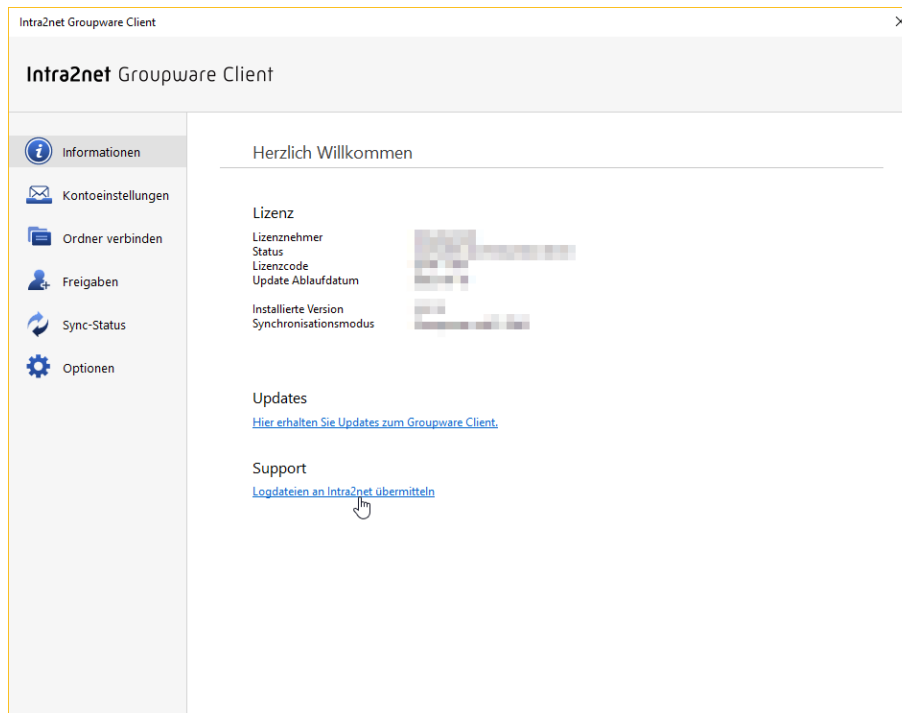 Intra2net Groupware Client
Intra2net Groupware Client
Informationen
Kontoeinstellungen
Ordner verbinden
Freigaben
Sync-Status
Optionen
Herzlich Willkommen
Lizenz
Lizenznehmer
Status
Lizenzcode
Update Ablaufdatum
Installierte Version
Synchronisationsmodus
Updates
Hier erhalten Sie Updates zum Groupware Client.
Support
Logdateien an Intra2net übermitteln